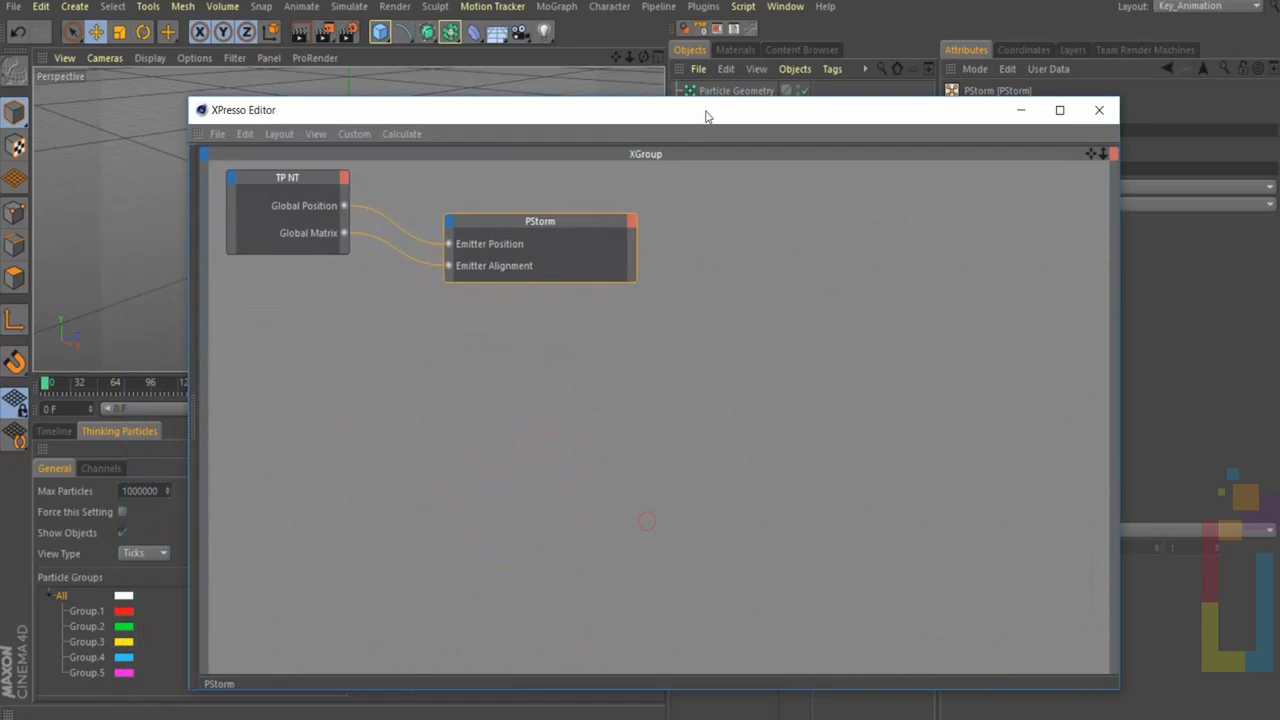 File Edit Create Select Tools Mesh Volume Snap Animate Simulate Render Sculpt Motion Tracker MoGraph Character Pipeline Plugins Script Window Help Layout: Key_Animation
X Y Z
Objects Materials Content Browser Attributes Coordinates Layers Team Render Machines
View Cameras Display Options Filter Panel ProRender
File Edit View Objects Tags Mode Edit User Data
Perspective
Particle Geometry
PStorm [PStorm]
XPresso Editor
File Edit Layout View Custom Calculate
XGroup
TP NT
Global Position
Global Matrix
PStorm
Emitter Position
Emitter Alignment
Y
0 32 64 96
0 F
0 F
Timeline Thinking Particles
General Channels
Max Particles 1000000
Force this Setting
Show Objects
View Type Ticks
1
Particle Groups
All
Group.1
Group.2
Group.3
Group.4
Group.5
PStorm
MAXON
CINEMA 4D